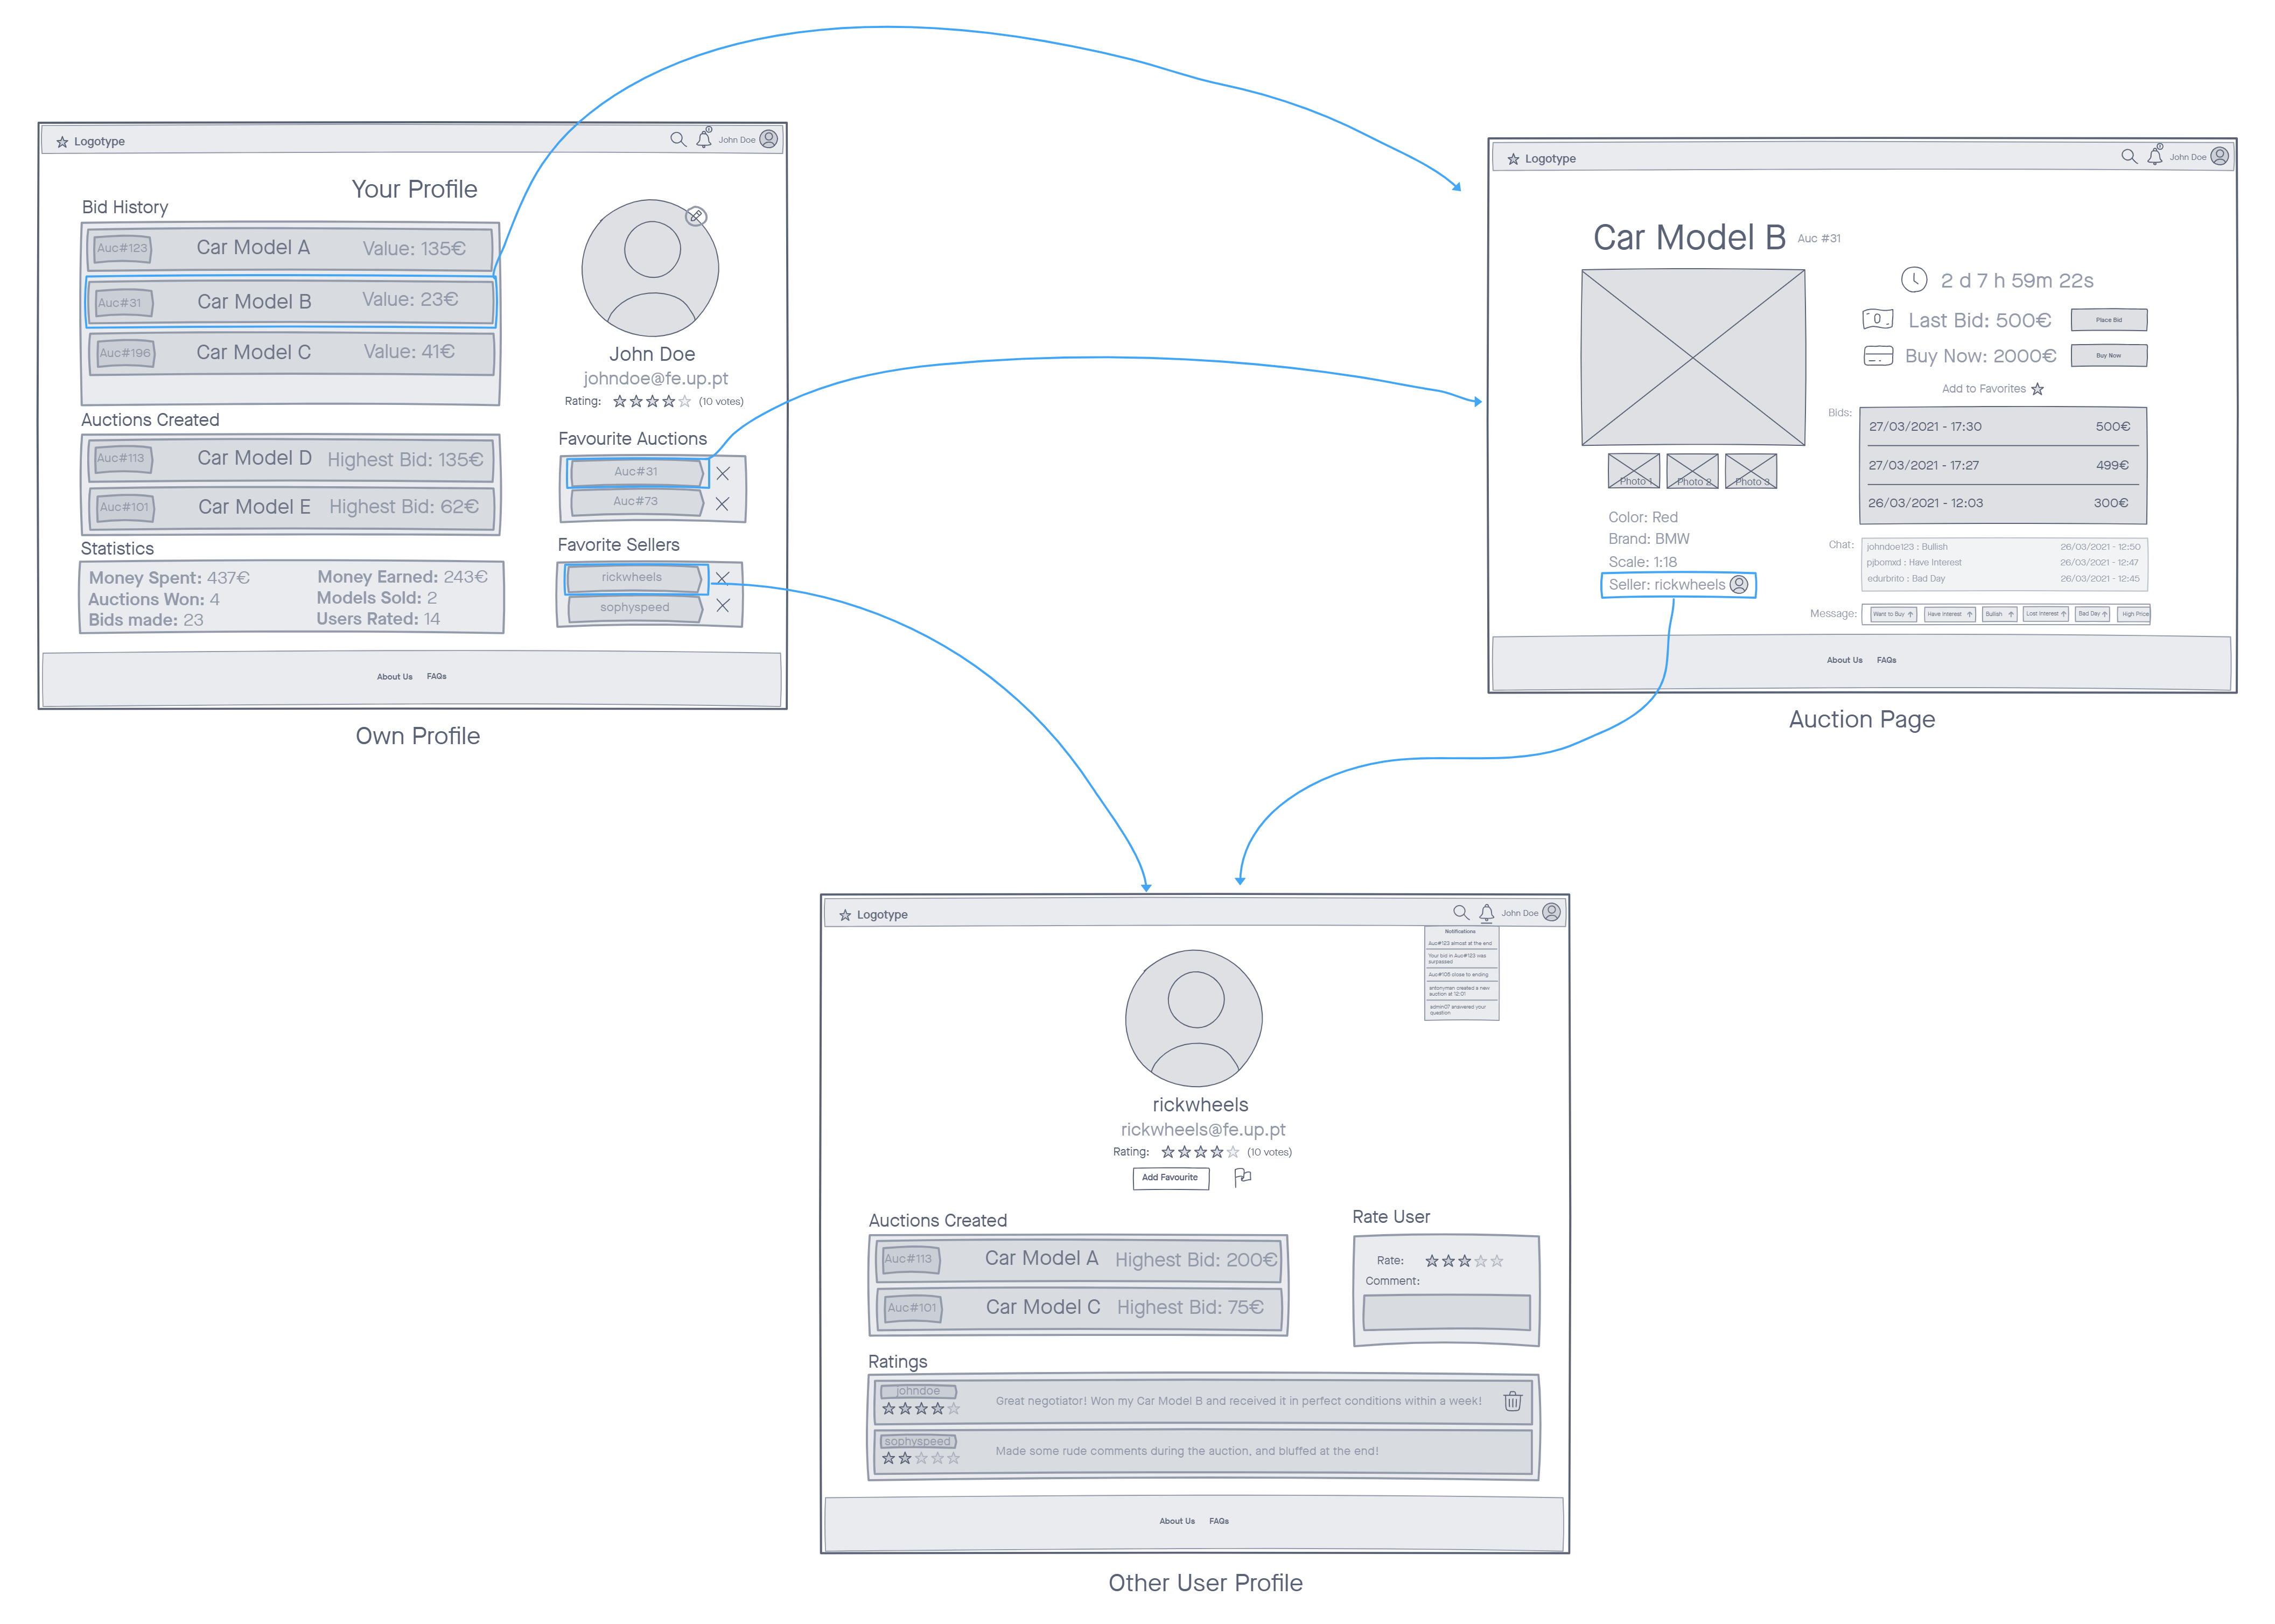 Logotype
John Doe
Your Profile
Bid History
Auc#123 Car Model A Value: 135€
Auc#31 Car Model B Value: 23€
Auc#196 Car Model C Value: 41€
Auctions Created
Auc#113 Car Model D Highest Bid: 135€
Auc#101 Car Model E Highest Bid: 62€
Statistics
Money Spent: 437€ Money Earned: 243€
Auctions Won: 4 Models Sold: 2
Bids made: 23 Users Rated: 14
John Doe
johndoe@fe.up.pt
Rating: (10 votes)
Favourite Auctions
Auc#31
Auc#73
Favorite Sellers
rickwheels
sophyspeed
About Us FAQs
Own Profile
Logotype
John Doe
Car Model B Auc #31
Photo 1 Photo 2 Photo 3
Color: Red
Brand: BMW
Scale: 1:18
Seller: rickwheels
2 d 7 h 59m 22s
Last Bid: 500€ Place Bid
Buy Now: 2000€ Buy Now
Add to Favorites
Bids:
27/03/2021 - 17:30 500€
27/03/2021 - 17:27 499€
26/03/2021 - 12:03 300€
Chat:
johndoe123 : Bullish 26/03/2021 - 12:50
pjbomxd : Have Interest 26/03/2021 - 12:47
edurbrito : Bad Day 26/03/2021 - 12:45
Message: Want to Buy Have Interest Bullish Lost Interest Bad Day High Price
About Us FAQs
Auction Page
Logotype
John Doe
Notifications
Auc#123 almost at the end
Your bid in Auc#123 was
surpassed
Auc#105 close to ending
antonyman created a new
auction at 12:01
admin07 answered your
question
rickwheels
rickwheels@fe.up.pt
Rating: (10 votes)
Add Favourite
Auctions Created
Auc#113 Car Model A Highest Bid: 200€
Auc#101 Car Model C Highest Bid: 75€
Rate User
Rate:
Comment:
Ratings
johndoe
Great negotiator! Won my Car Model B and received it in perfect conditions within a week!
sophyspeed
Made some rude comments during the auction, and bluffed at the end!
About Us FAQs
Other User Profile